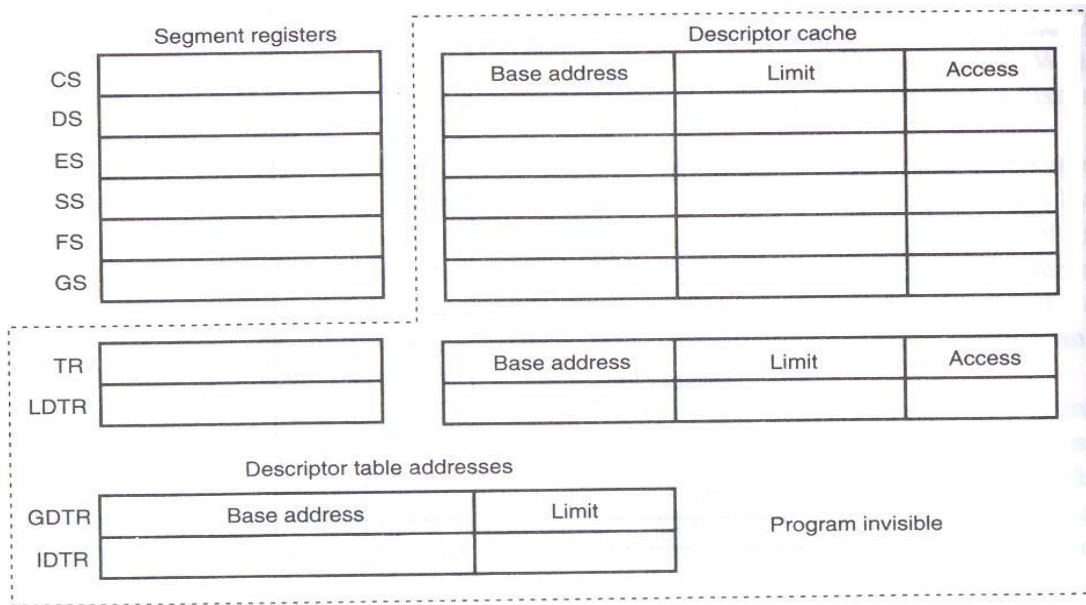 Segment registers
Descriptor cache
CS
Base address Limit Access
DS
ES
SS
FS
GS
TR
Base address Limit Access
LDTR
Descriptor table addresses
GDTR Base address Limit
Program invisible
IDTR